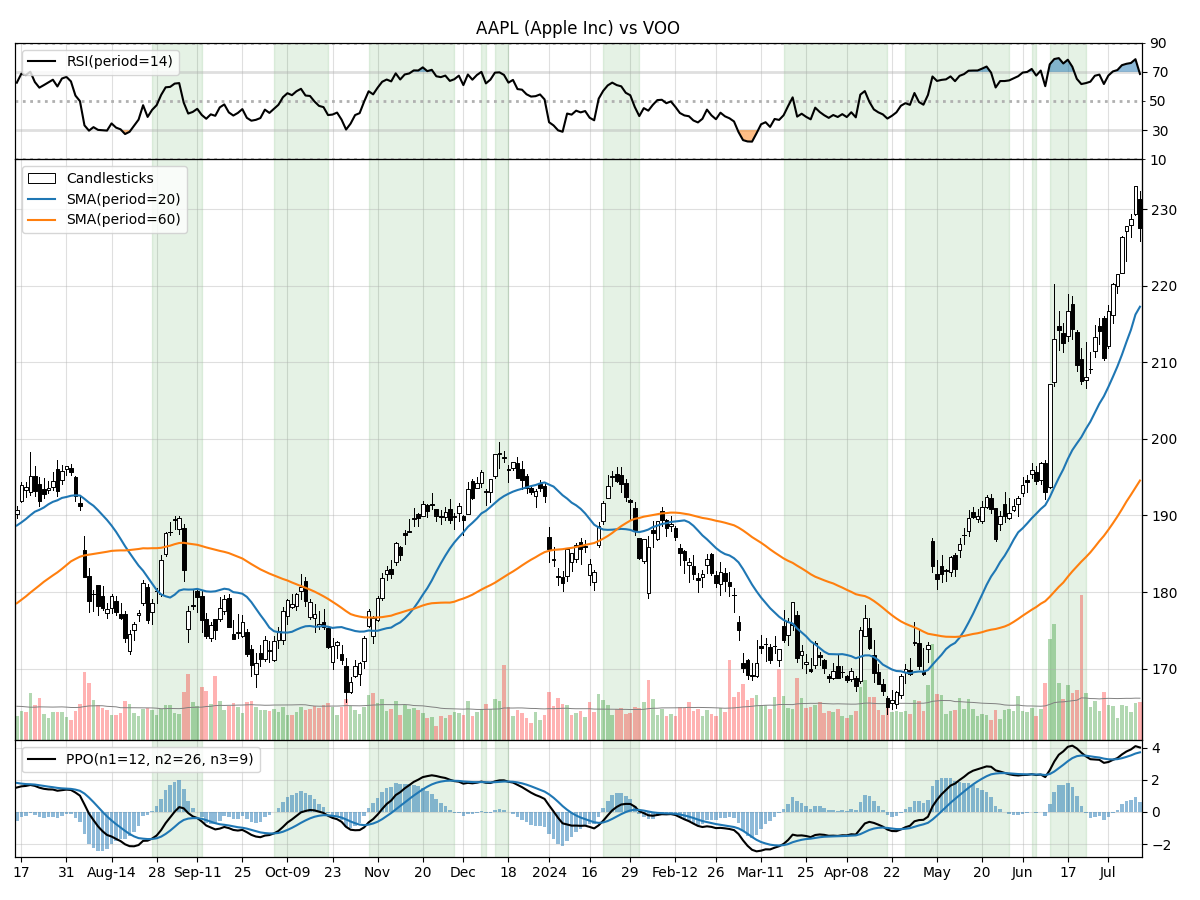 AAPL (Apple Inc) vs VOO
RSI(period=14)
90
70
50
30
10
Candlesticks
SMA(period=20)
SMA(period=60)
230
220
210
200
190
180
170
PPO(n1=12, n2=26, n3=9)
4
2
0
−2
17 31 Aug-14 28 Sep-11 25 Oct-09 23 Nov 20 Dec 18 2024 16 29 Feb-12 26 Mar-11 25 Apr-08 22 May 20 Jun 17 Jul